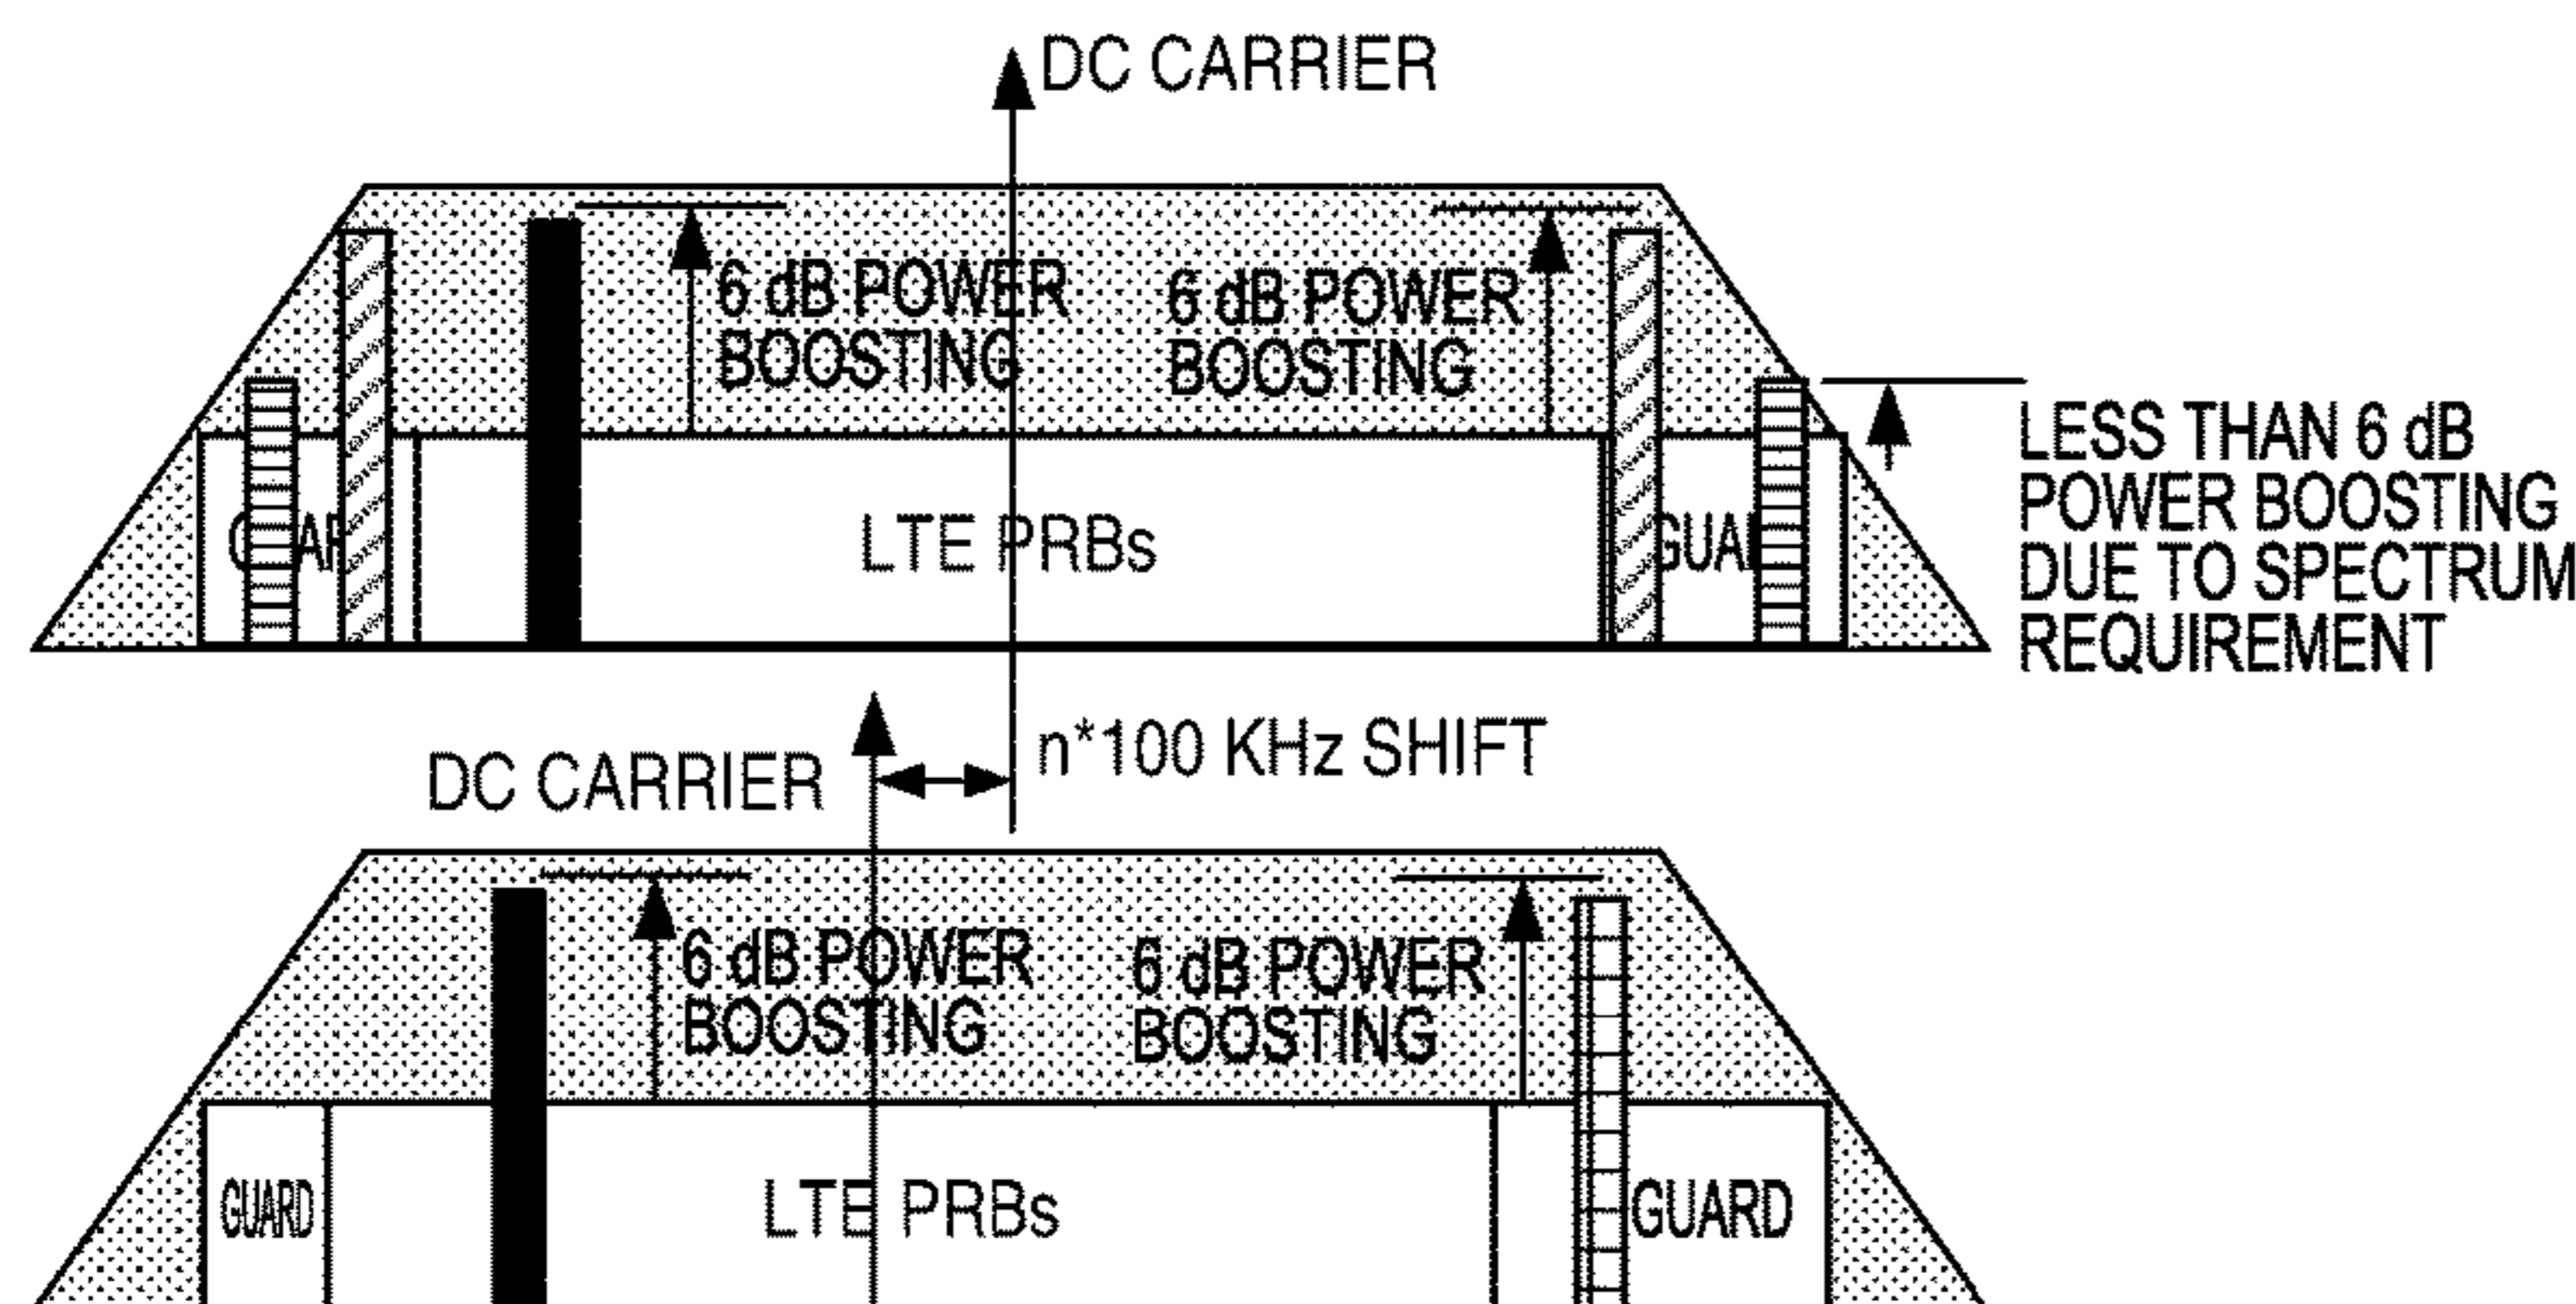 DC CARRIER
6 dB POWER
BOOSTING
6 dB POWER
BOOSTING
LESS THAN 6 dB
POWER BOOSTING
DUE TO SPECTRUM
REQUIREMENT
LTE PRBs
DC CARRIER
n*100 KHz SHIFT
6 dB POWER
BOOSTING
6 dB POWER
BOOSTING
GUARD
LTE PRBs
GUARD